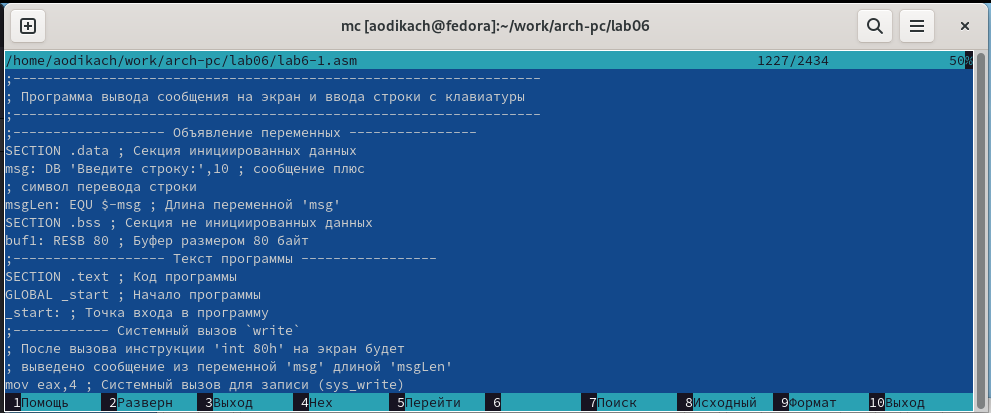 mc [aodikach@fedora]:~/work/arch-pc/lab06
/home/aodikach/work/arch-pc/lab06/lab6-1.asm 1227/2434 50%
;------------------------------------------------------------------
; Программа вывода сообщения на экран и ввода строки с клавиатуры
;------------------------------------------------------------------
;------------------- Объявление переменных ----------------
SECTION .data ; Секция инициированных данных
msg: DB 'Введите строку:',10 ; сообщение плюс
; символ перевода строки
msgLen: EQU $-msg ; Длина переменной 'msg'
SECTION .bss ; Секция не инициированных данных
buf1: RESB 80 ; Буфер размером 80 байт
;------------------- Текст программы -----------------
SECTION .text ; Код программы
GLOBAL _start ; Начало программы
_start: ; Точка входа в программу
;------------ Системный вызов `write`
; После вызова инструкции 'int 80h' на экран будет
; выведено сообщение из переменной 'msg' длиной 'msgLen'
mov eax,4 ; Системный вызов для записи (sys_write)
1Помощь 2Разверн 3Выход 4Hex 5Перейти 6 7Поиск 8Исходный 9Формат 10Выход